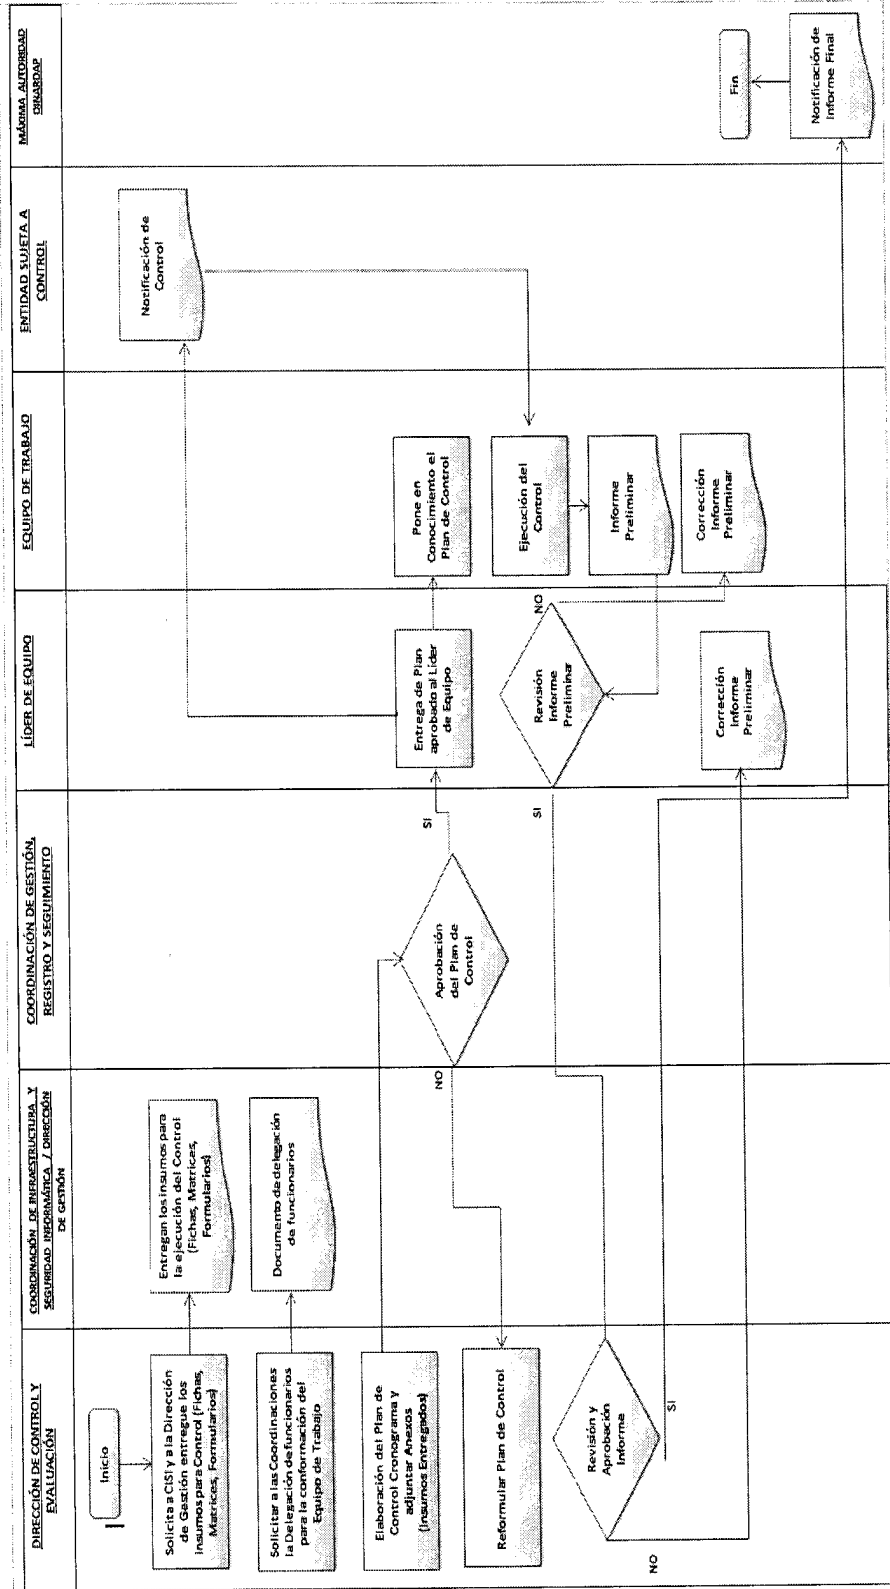 DIRECCIÓN DE CONTROL Y
EVALUACIÓN
COORDINACIÓN DE INFRAESTRUCTURA Y
SEGURIDAD INFORMÁTICA / DIRECCIÓN
DE GESTIÓN
COORDINACIÓN DE GESTIÓN,
REGISTRO Y SEGUIMIENTO
LÍDER DE EQUIPO
EQUIPO DE TRABAJO
ENTIDAD SUJETA A
CONTROL
MÁXIMA AUTORIDAD
DINARDAP
Inicio
Solicita a CISI y a la Dirección
de Gestión entregue los
insumos para Control (Fichas,
Matrices, Formularios)
Entregan los insumos para
la ejecución del Control
(Fichas, Matrices,
Formularios)
Notificación de
Control
Solicitar a las Coordinaciones
la Delegación de funcionarios
para la conformación del
Equipo de Trabajo
Documento de delegación
de funcionarios
Elaboración del Plan de
Control Cronograma y
adjuntar Anexos
(Insumos Entregados)
Aprobación
del Plan de
Control
SI
NO
Entrega de Plan
aprobado al Líder
de Equipo
Pone en
Conocimiento el
Plan de Control
Reformular Plan de Control
Ejecución del
Control
Revisión
Informe
Preliminar
NO
SI
Informe
Preliminar
Revisión y
Aprobación
Informe
SI
NO
Corrección
Informe
Preliminar
Corrección
Informe
Preliminar
Fin
Notificación de
Informe Final